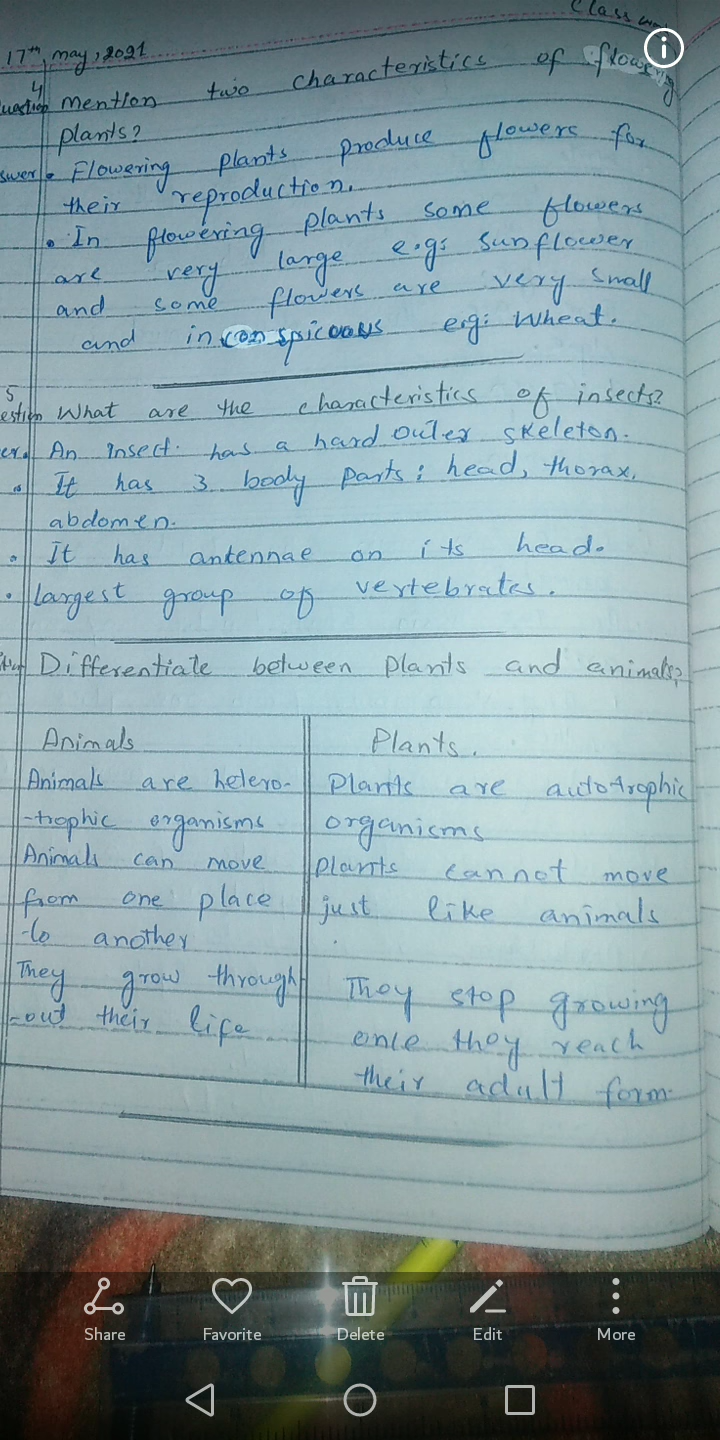 Class
17th, may, 2021
4
mention two characteristics of flowering
plants?
• Flowering plants produce flowers for
their reproduction.
• In flowering plants some flowers
are very large e.g: sunflower
and some flowers are very small
and inconspicuous e.g: Wheat.
5
What are the characteristics of insects?
• An insect has a hard outer skeleton.
• It has 3 body parts: head, thorax,
abdomen.
• It has antennae on its head.
• largest group of vertebrates.
Differentiate between plants and animals?
Animals
Animals are hetero-
-trophic organisms
Animals can move
from one place
to another
They grow through
-out their life
Plants.
Plants are autotrophic
organisms
plants cannot move
just like animals
They stop growing
once they reach
their adult form.
Share Favorite Delete Edit More